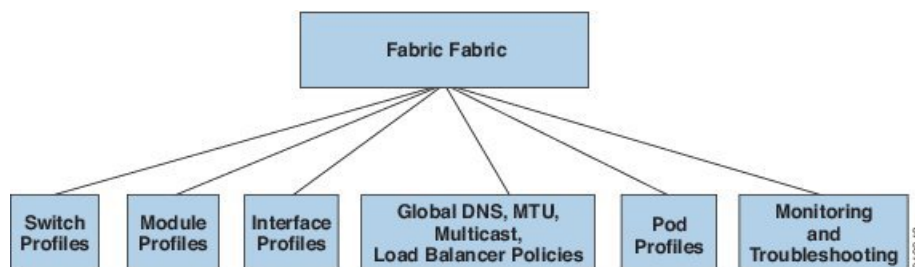 Fabric Fabric
Switch
Profiles
Module
Profiles
Interface
Profiles
Global DNS, MTU,
Multicast,
Load Balancer Policies
Pod
Profiles
Monitoring
and
Troubleshooting